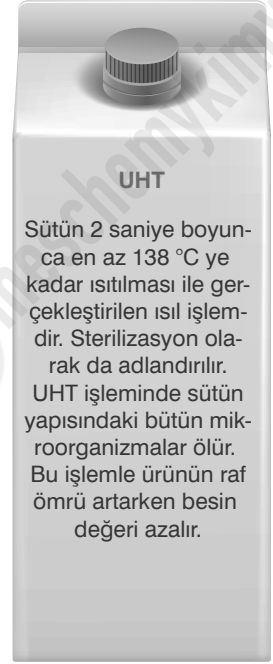 UHT
Sütün 2 saniye boyun-
ca en az 138 °C ye
kadar ısıtılması ile ger-
çekleştirilen ısıl işlem-
dir. Sterilizasyon ola-
rak da adlandırılır.
UHT işleminde sütün
yapısındaki bütün mik-
roorganizmalar ölür.
Bu işlemle ürünün raf
ömrü artarken besin
değeri azalır.